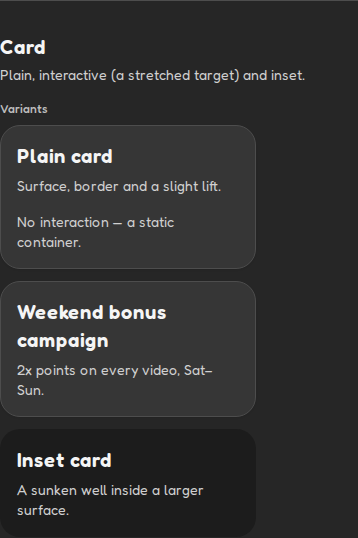 Card
Plain, interactive (a stretched target) and inset.
Variants
Plain card
Surface, border and a slight lift.
No interaction — a static
container.
Weekend bonus
campaign
2x points on every video, Sat–
Sun.
Inset card
A sunken well inside a larger
surface.